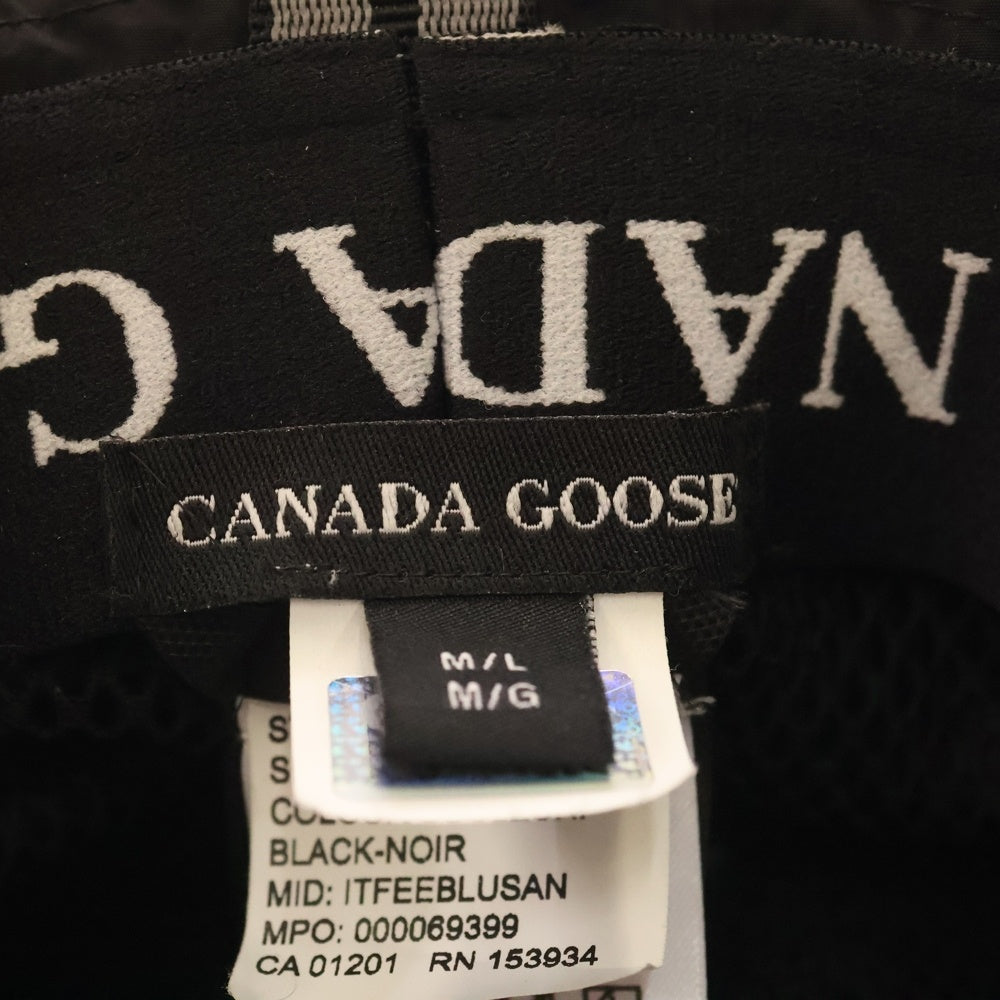 NADA G
CANADA GOOSE
M/L
M/G
BLACK-NOIR
MID: ITFEEBLUSAN
MPO: 000069399
CA 01201 RN 153934